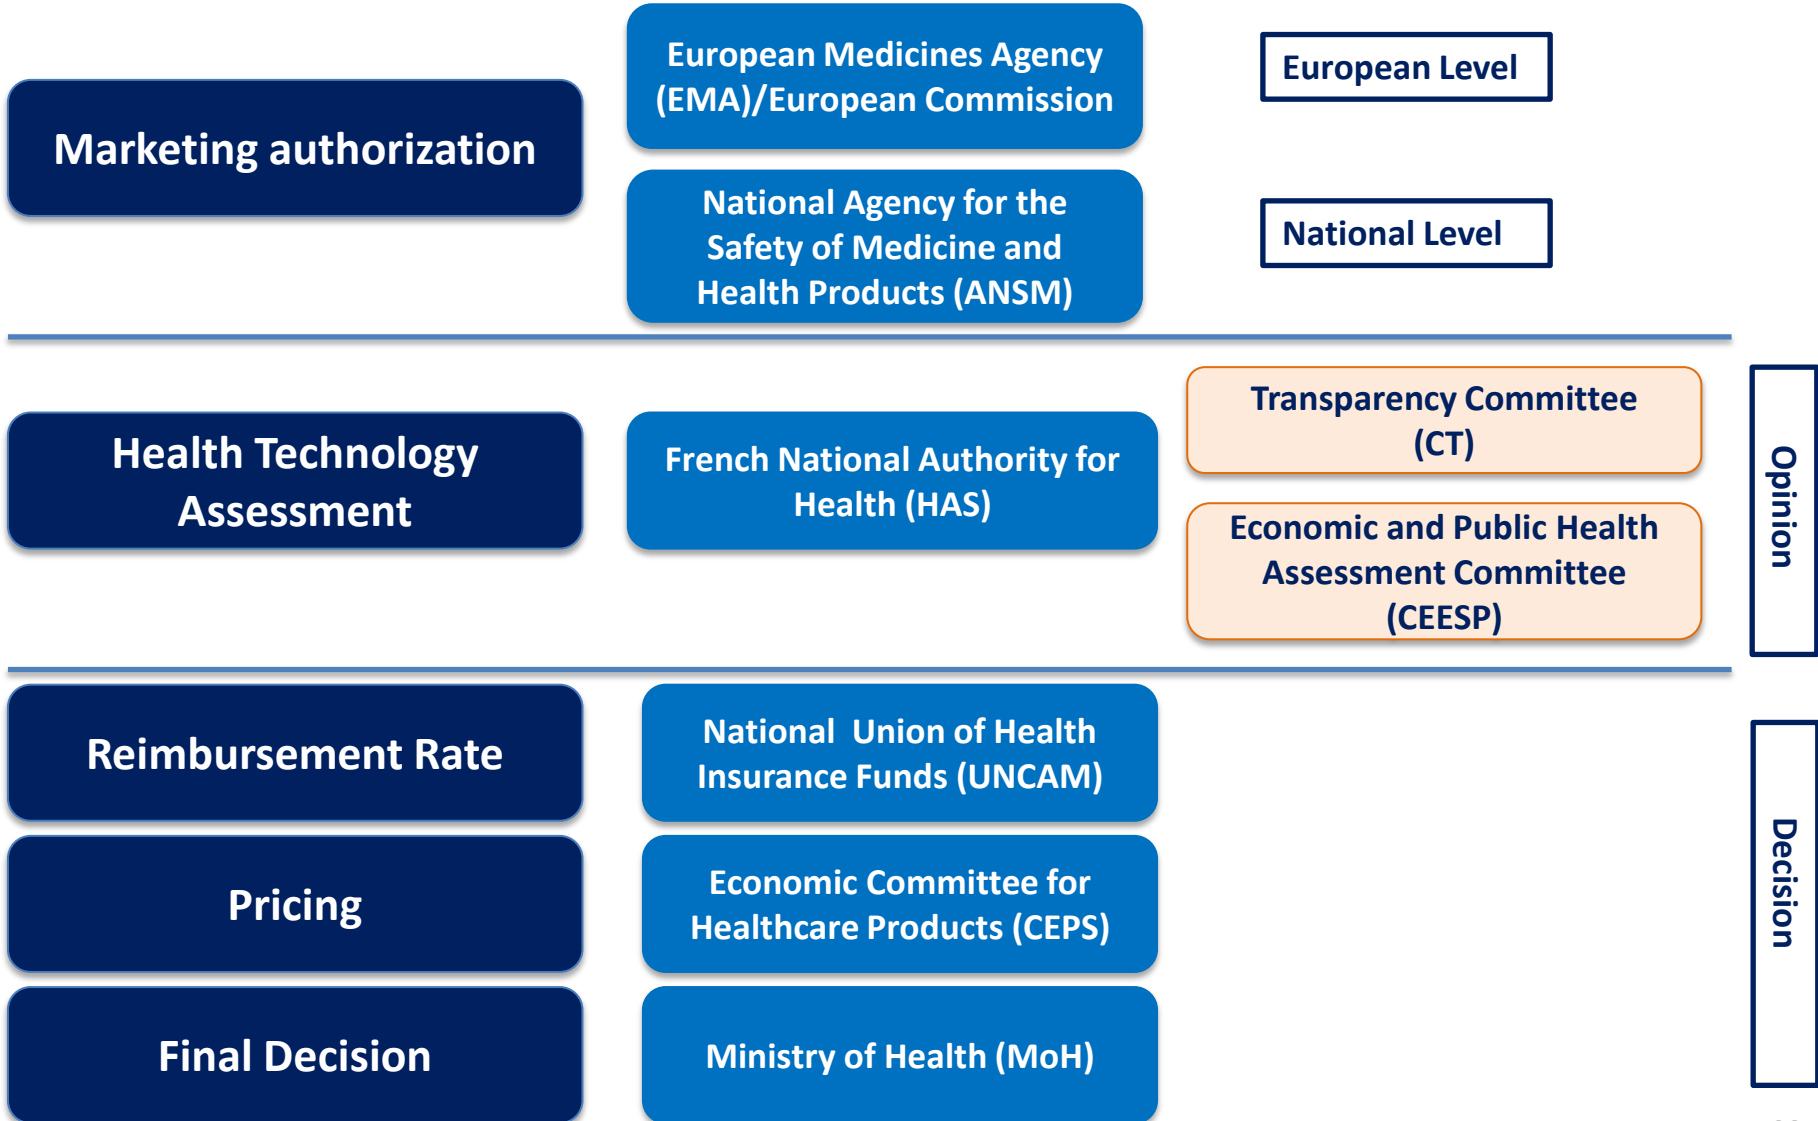 Marketing authorization
European Medicines Agency
(EMA)/European Commission
European Level
National Agency for the
Safety of Medicine and
Health Products (ANSM)
National Level
Health Technology
Assessment
French National Authority for
Health (HAS)
Transparency Committee
(CT)
Economic and Public Health
Assessment Committee
(CEESP)
Opinion
Reimbursement Rate
National  Union of Health
Insurance Funds (UNCAM)
Pricing
Economic Committee for
Healthcare Products (CEPS)
Final Decision
Ministry of Health (MoH)
Decision